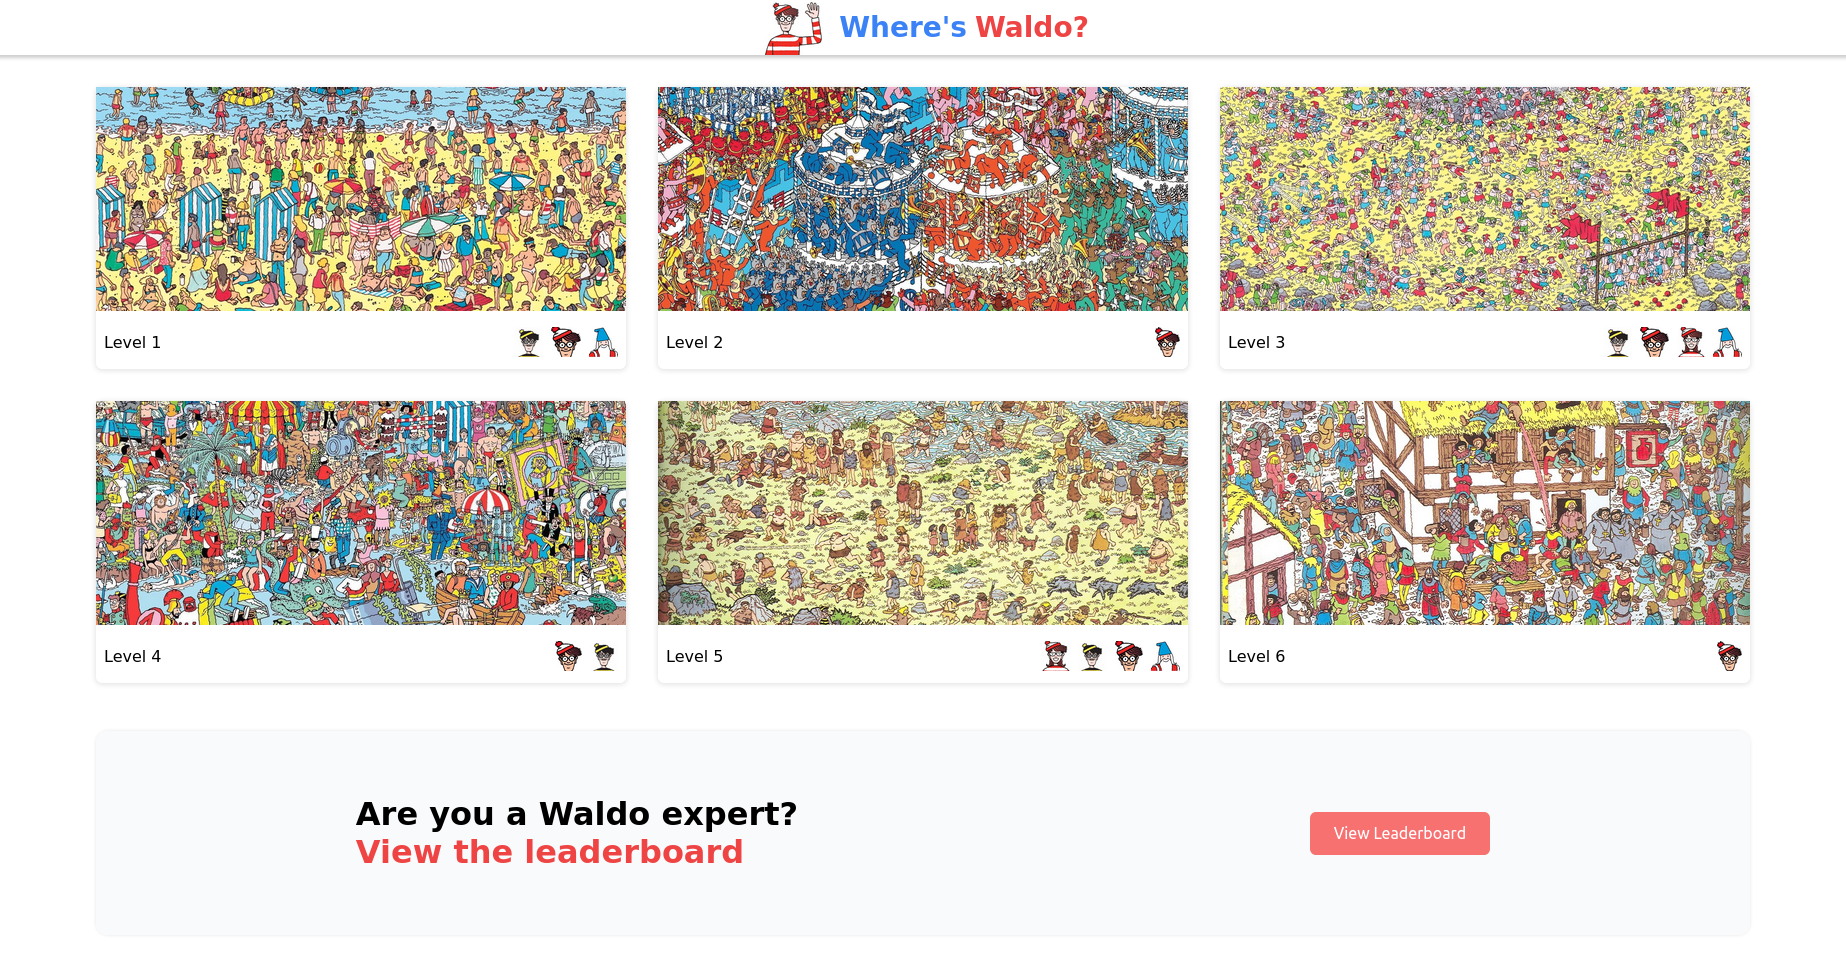 Where's Waldo?
Level 1
Level 2
Level 3
Level 4
Level 5
Level 6
Are you a Waldo expert?
View the leaderboard
View Leaderboard